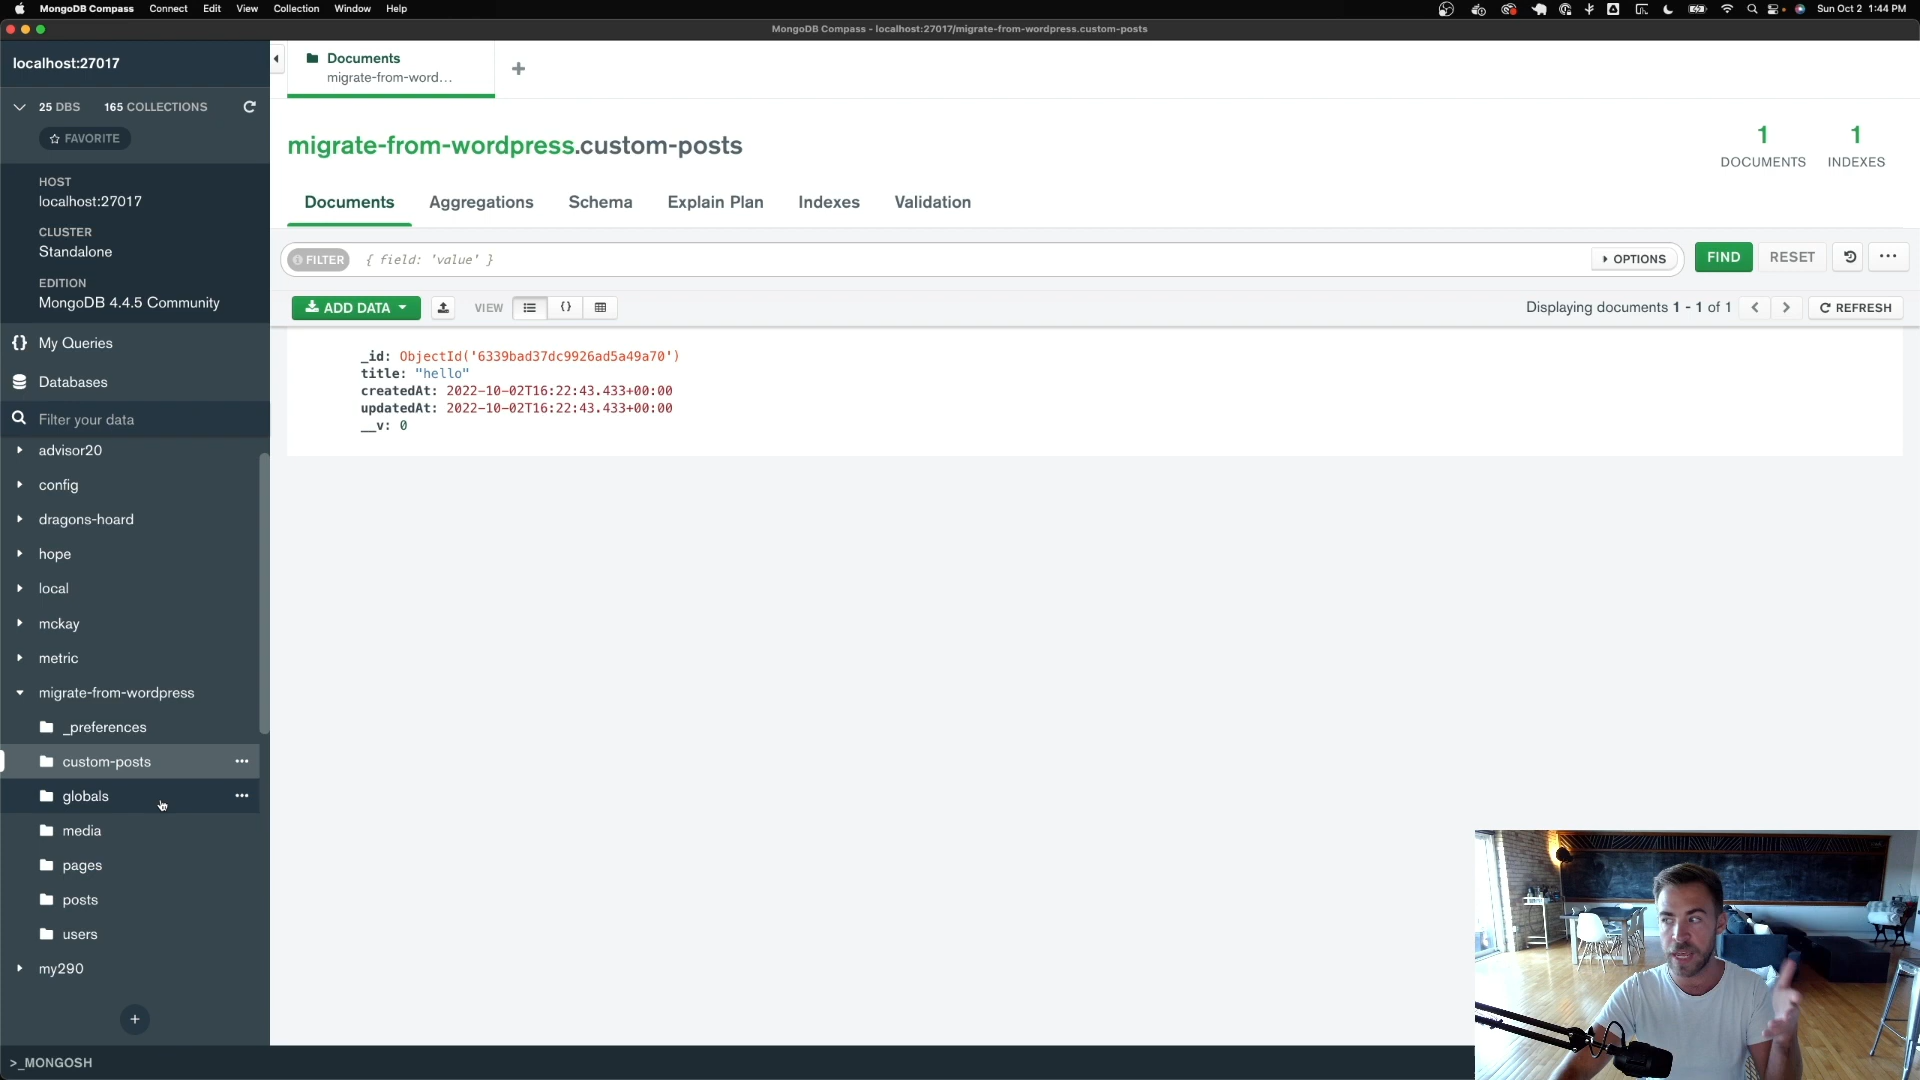 MongoDB Compass Connect Edit View Collection Window Help
Sun Oct 2 1:44 PM
MongoDB Compass - localhost:27017/migrate-from-wordpress.custom-posts
localhost:27017
Documents
migrate-from-word...
25 DBS 165 COLLECTIONS
FAVORITE
HOST
localhost:27017
CLUSTER
Standalone
EDITION
MongoDB 4.4.5 Community
{} My Queries
Databases
Filter your data
advisor20
config
dragons-hoard
hope
local
mckay
metric
migrate-from-wordpress
_preferences
custom-posts
globals
media
pages
posts
users
my290
+
>_MONGOSH
migrate-from-wordpress.custom-posts
1 DOCUMENTS
1 INDEXES
Documents Aggregations Schema Explain Plan Indexes Validation
FILTER { field: 'value' } OPTIONS FIND RESET
ADD DATA VIEW {} Displaying documents 1 - 1 of 1 < > REFRESH
_id: ObjectId('6339bad37dc9926ad5a49a70')
title: "hello"
createdAt: 2022-10-02T16:22:43.433+00:00
updatedAt: 2022-10-02T16:22:43.433+00:00
__v: 0